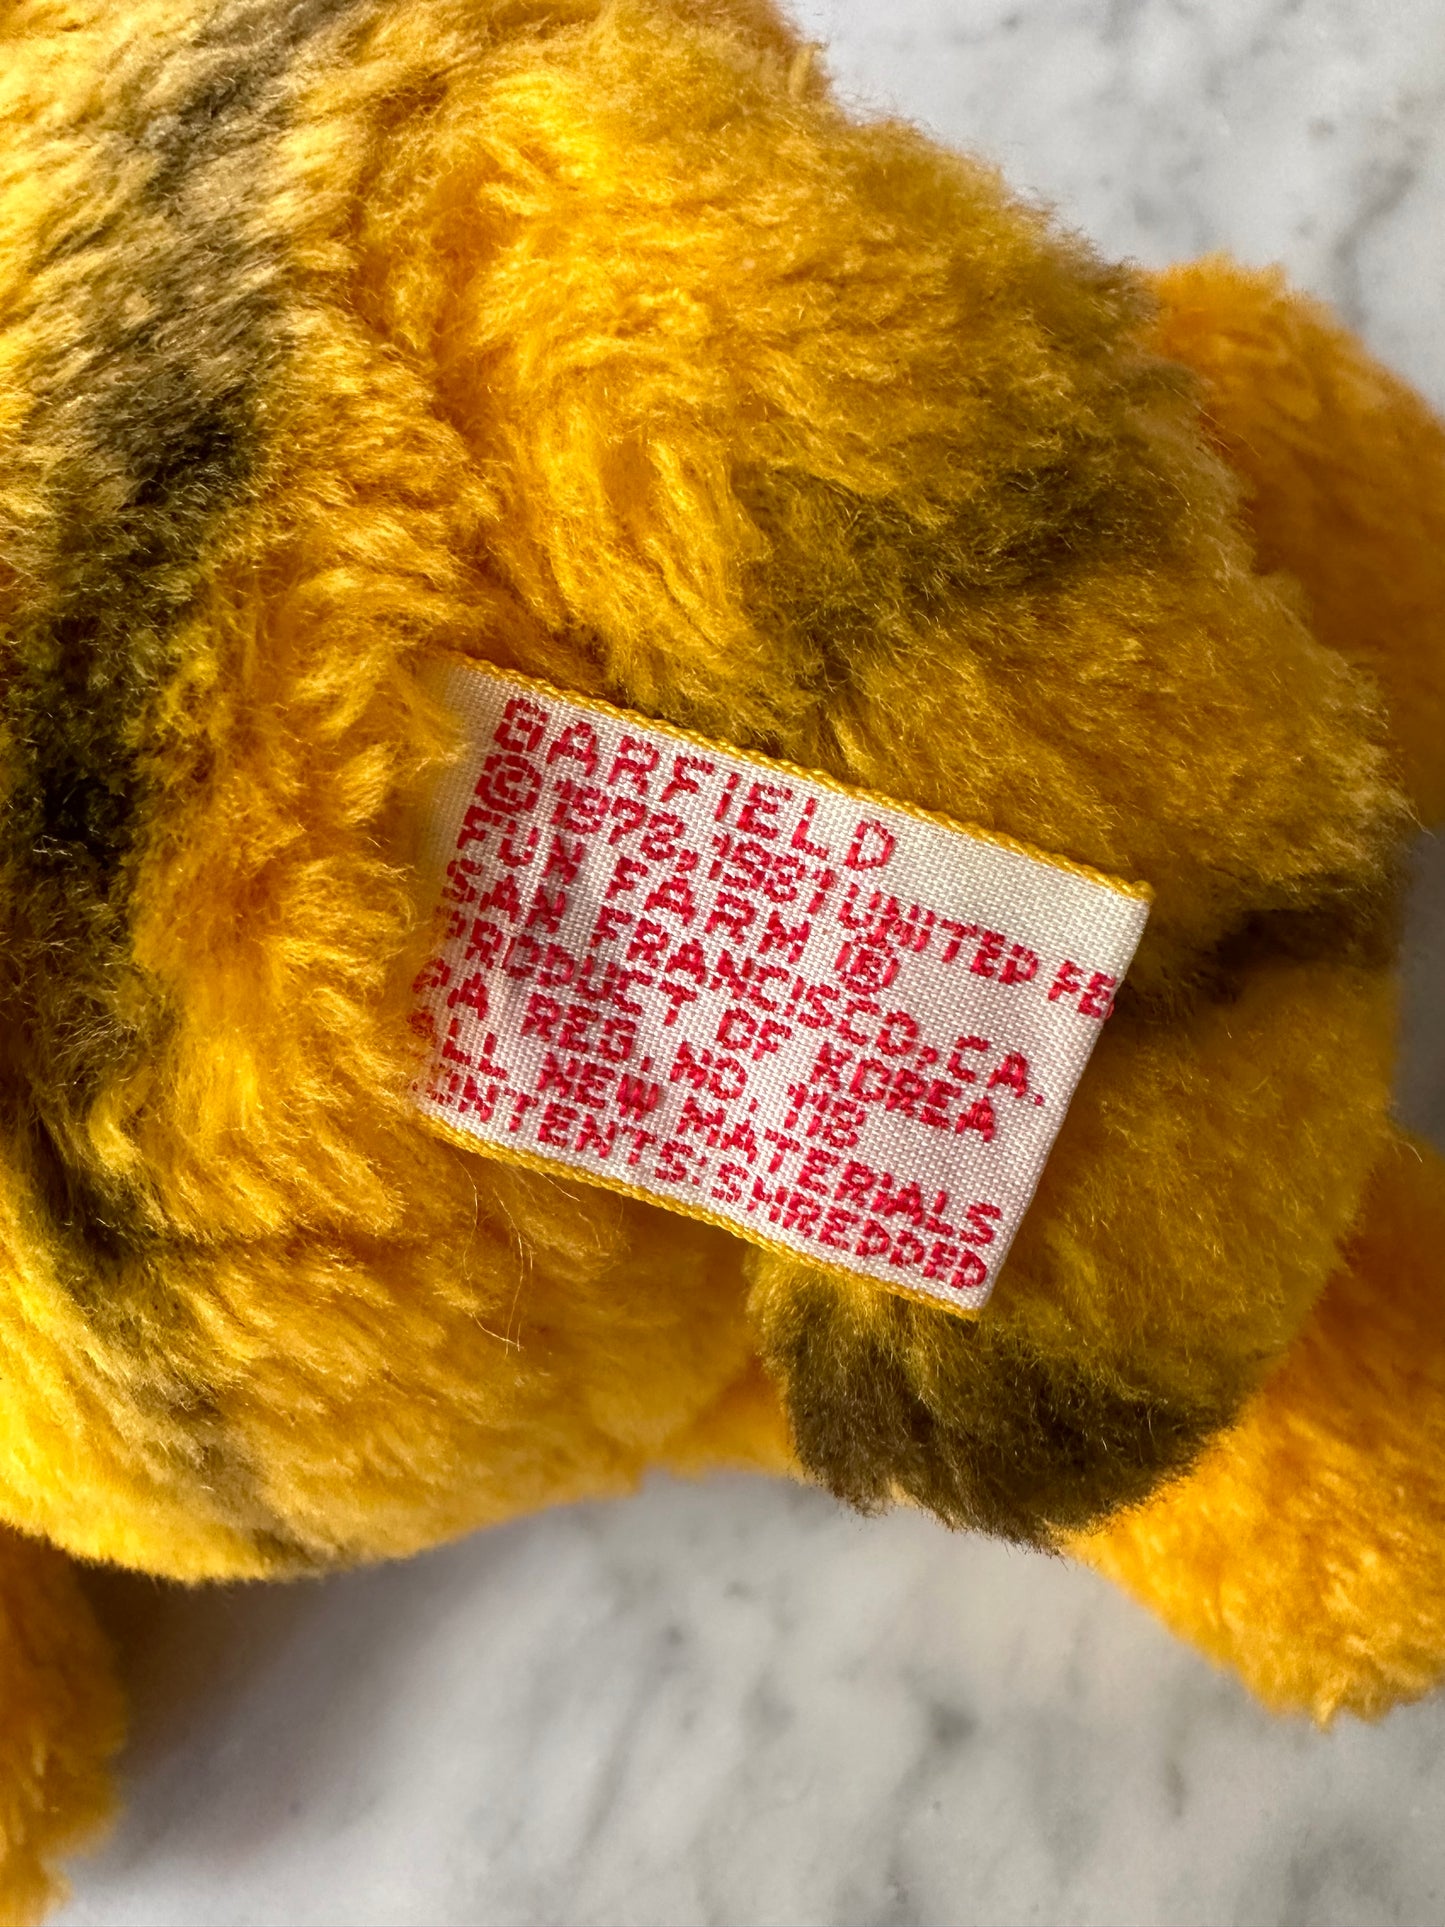 GARFIELD
© 1978, 1981 UNITED FE
FUN FARM ®
SAN FRANCISCO, CA.
PRODUCT OF KOREA
PA REG. NO. 118
ALL NEW MATERIALS
ONTENTS: SHREDDED